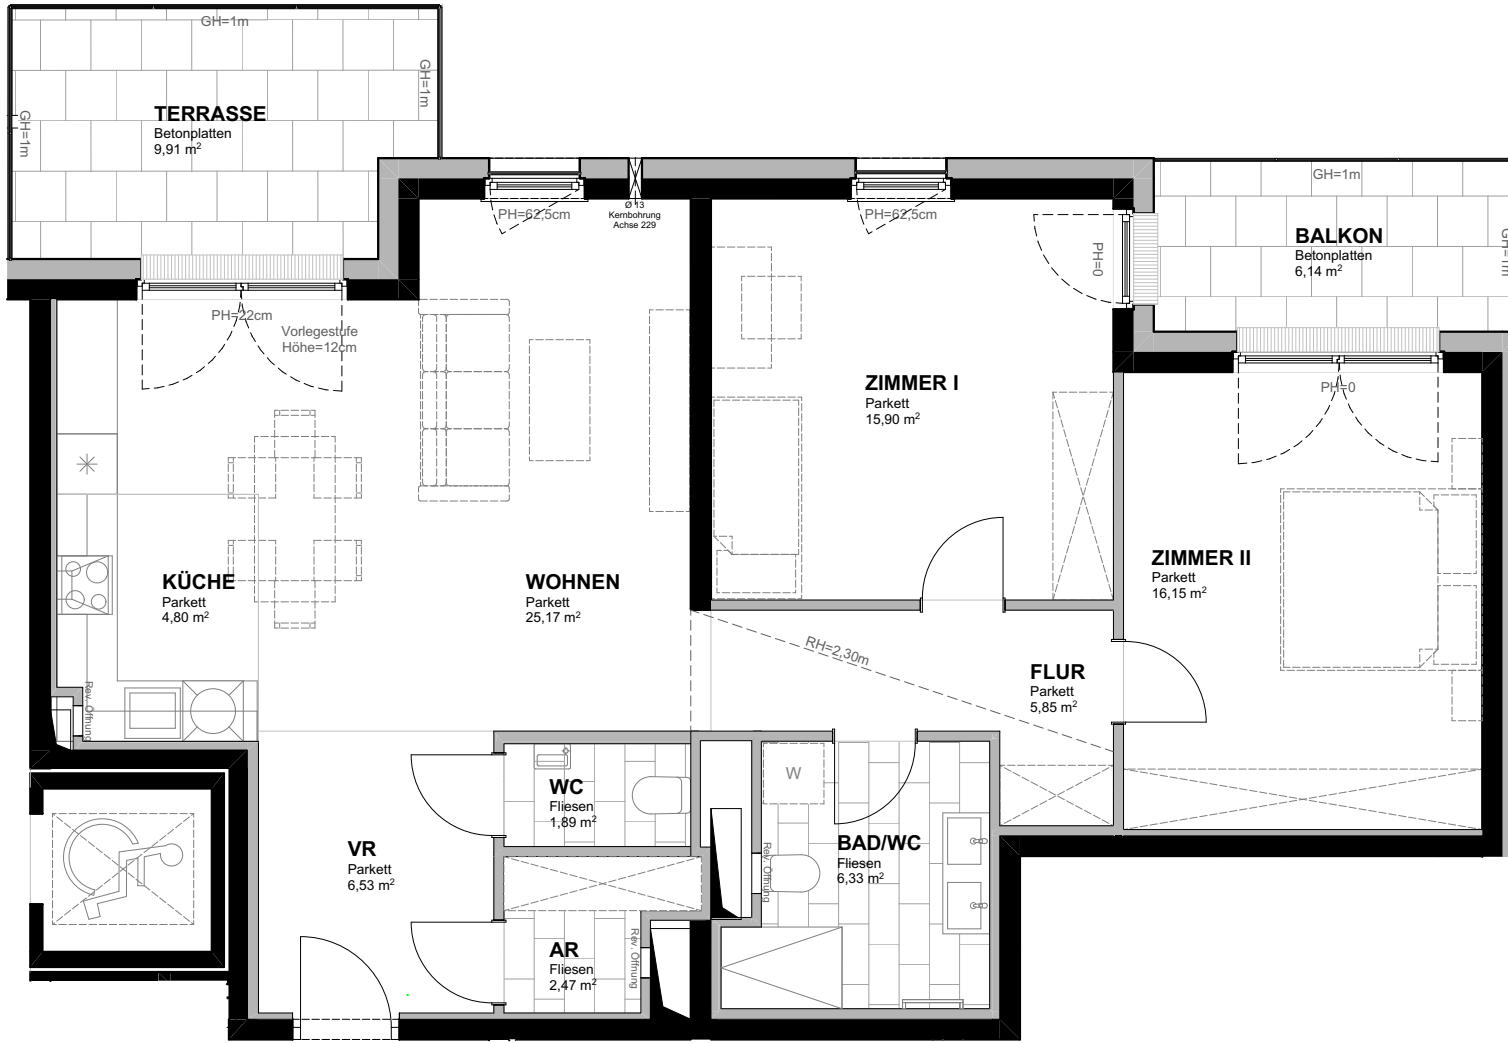 GH=1m
GH=1m
GH=1m
TERRASSE
Betonplatten
9,91 m²
PH=22cm
Vorlegestufe
Höhe=12cm
PH=62,5cm
Ø 13
Kernbohrung
Achse 229
PH=62,5cm
PH=0
GH=1m
GH=1m
BALKON
Betonplatten
6,14 m²
PH=0
ZIMMER I
Parkett
15,90 m²
ZIMMER II
Parkett
16,15 m²
KÜCHE
Parkett
4,80 m²
WOHNEN
Parkett
25,17 m²
RH=2,30m
FLUR
Parkett
5,85 m²
Rev. Öffnung
WC
Fliesen
1,89 m²
W
BAD/WC
Fliesen
6,33 m²
Rev. Öffnung
VR
Parkett
6,53 m²
AR
Fliesen
2,47 m²
Rev. Öffnung